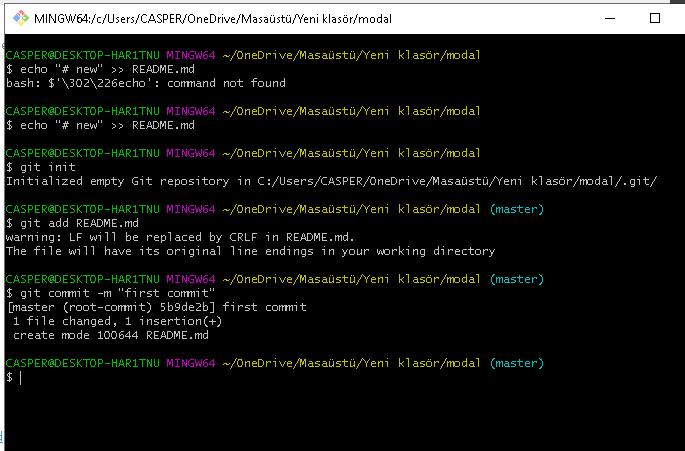 MINGW64:/c/Users/CASPER/OneDrive/Masaüstü/Yeni klasör/modal
CASPER@DESKTOP-HAR1TNU MINGW64 ~/OneDrive/Masaüstü/Yeni klasör/modal
$ echo "# new" >> README.md
bash: $'\302\226echo': command not found
CASPER@DESKTOP-HAR1TNU MINGW64 ~/OneDrive/Masaüstü/Yeni klasör/modal
$ echo "# new" >> README.md
CASPER@DESKTOP-HAR1TNU MINGW64 ~/OneDrive/Masaüstü/Yeni klasör/modal
$ git init
Initialized empty Git repository in C:/Users/CASPER/OneDrive/Masaüstü/Yeni klasör/modal/.git/
CASPER@DESKTOP-HAR1TNU MINGW64 ~/OneDrive/Masaüstü/Yeni klasör/modal (master)
$ git add README.md
warning: LF will be replaced by CRLF in README.md.
The file will have its original line endings in your working directory
CASPER@DESKTOP-HAR1TNU MINGW64 ~/OneDrive/Masaüstü/Yeni klasör/modal (master)
$ git commit -m "first commit"
[master (root-commit) 5b9de2b] first commit
1 file changed, 1 insertion(+)
create mode 100644 README.md
CASPER@DESKTOP-HAR1TNU MINGW64 ~/OneDrive/Masaüstü/Yeni klasör/modal (master)
$